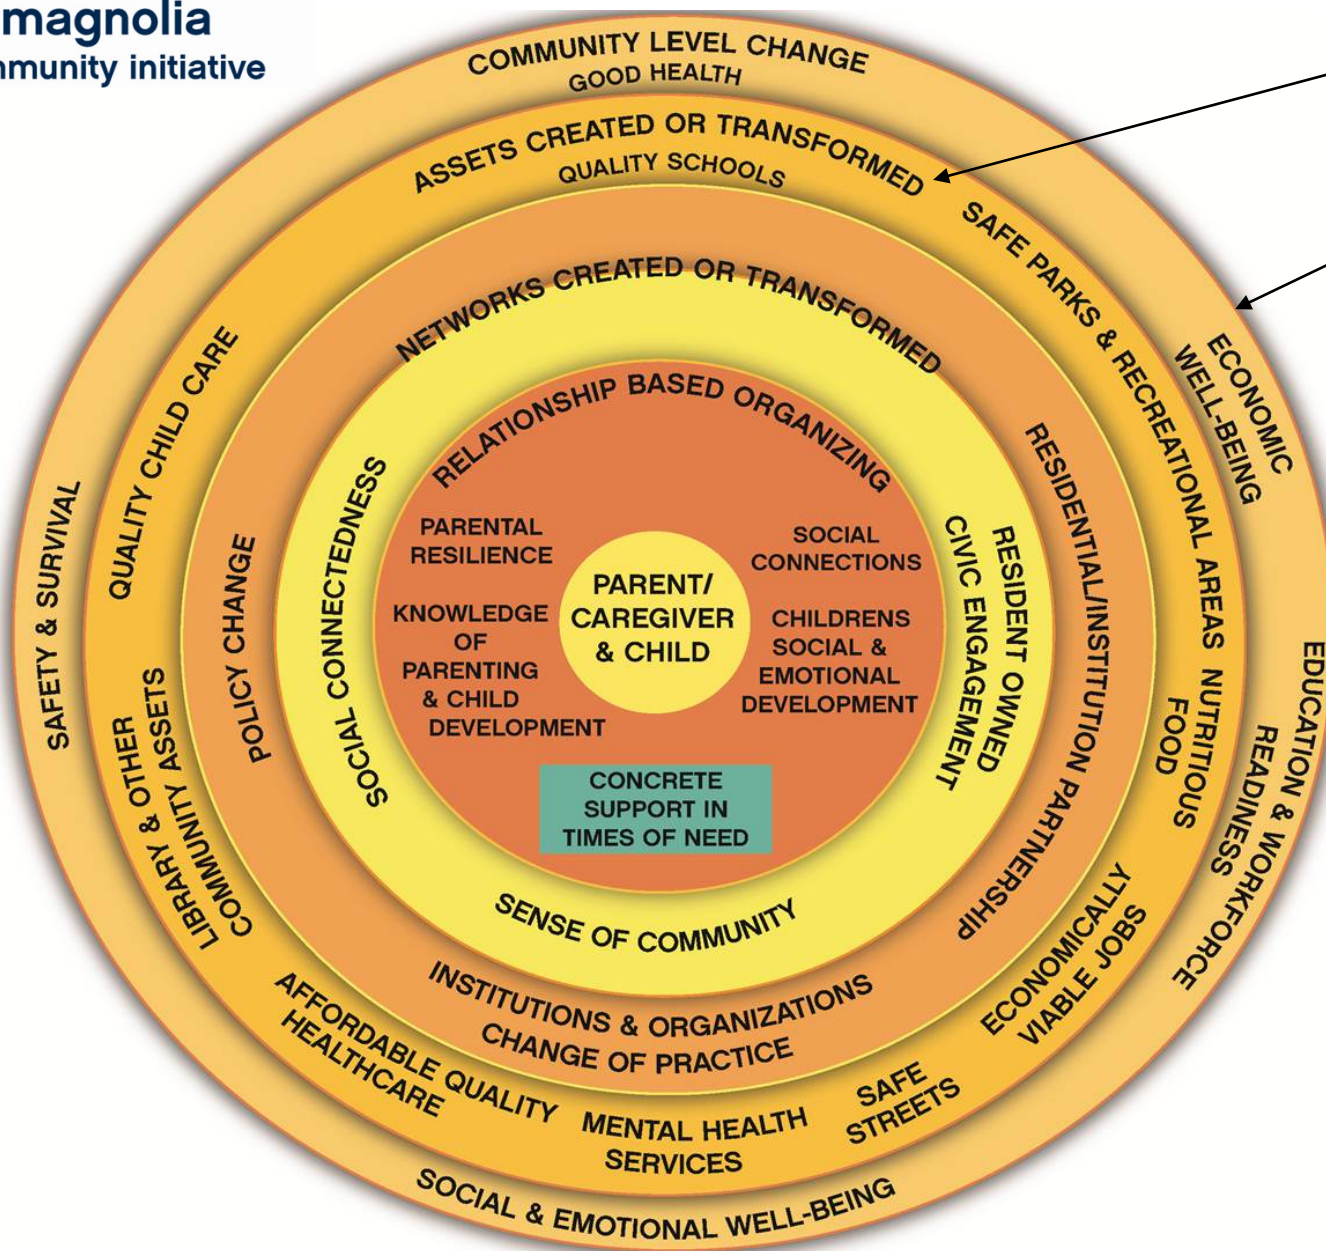 magnolia
mmunity initiative
COMMUNITY LEVEL CHANGE
GOOD HEALTH
ASSETS CREATED OR TRANSFORMED
QUALITY SCHOOLS
SAFE PARKS & RECREATIONAL AREAS
ECONOMIC
WELL-BEING
NETWORKS CREATED OR TRANSFORMED
QUALITY CHILD CARE
RELATIONSHIP BASED ORGANIZING
RESIDENTIAL/INSTITUTION PARTNERSHIP
SAFETY & SURVIVAL
POLICY CHANGE
SOCIAL CONNECTEDNESS
PARENTAL
RESILIENCE
KNOWLEDGE
OF
PARENTING
& CHILD
DEVELOPMENT
PARENT/
CAREGIVER
& CHILD
SOCIAL
CONNECTIONS
CHILDRENS
SOCIAL &
EMOTIONAL
DEVELOPMENT
RESIDENT OWNED
CIVIC ENGAGEMENT
NUTRITIOUS
FOOD
EDUCATION & WORKFORCE
READINESS
CONCRETE
SUPPORT IN
TIMES OF NEED
LIBRARY & OTHER
COMMUNITY ASSETS
SENSE OF COMMUNITY
ECONOMICALLY
VIABLE JOBS
INSTITUTIONS & ORGANIZATIONS
CHANGE OF PRACTICE
AFFORDABLE QUALITY
HEALTHCARE
MENTAL HEALTH
SERVICES
SAFE
STREETS
SOCIAL & EMOTIONAL WELL-BEING